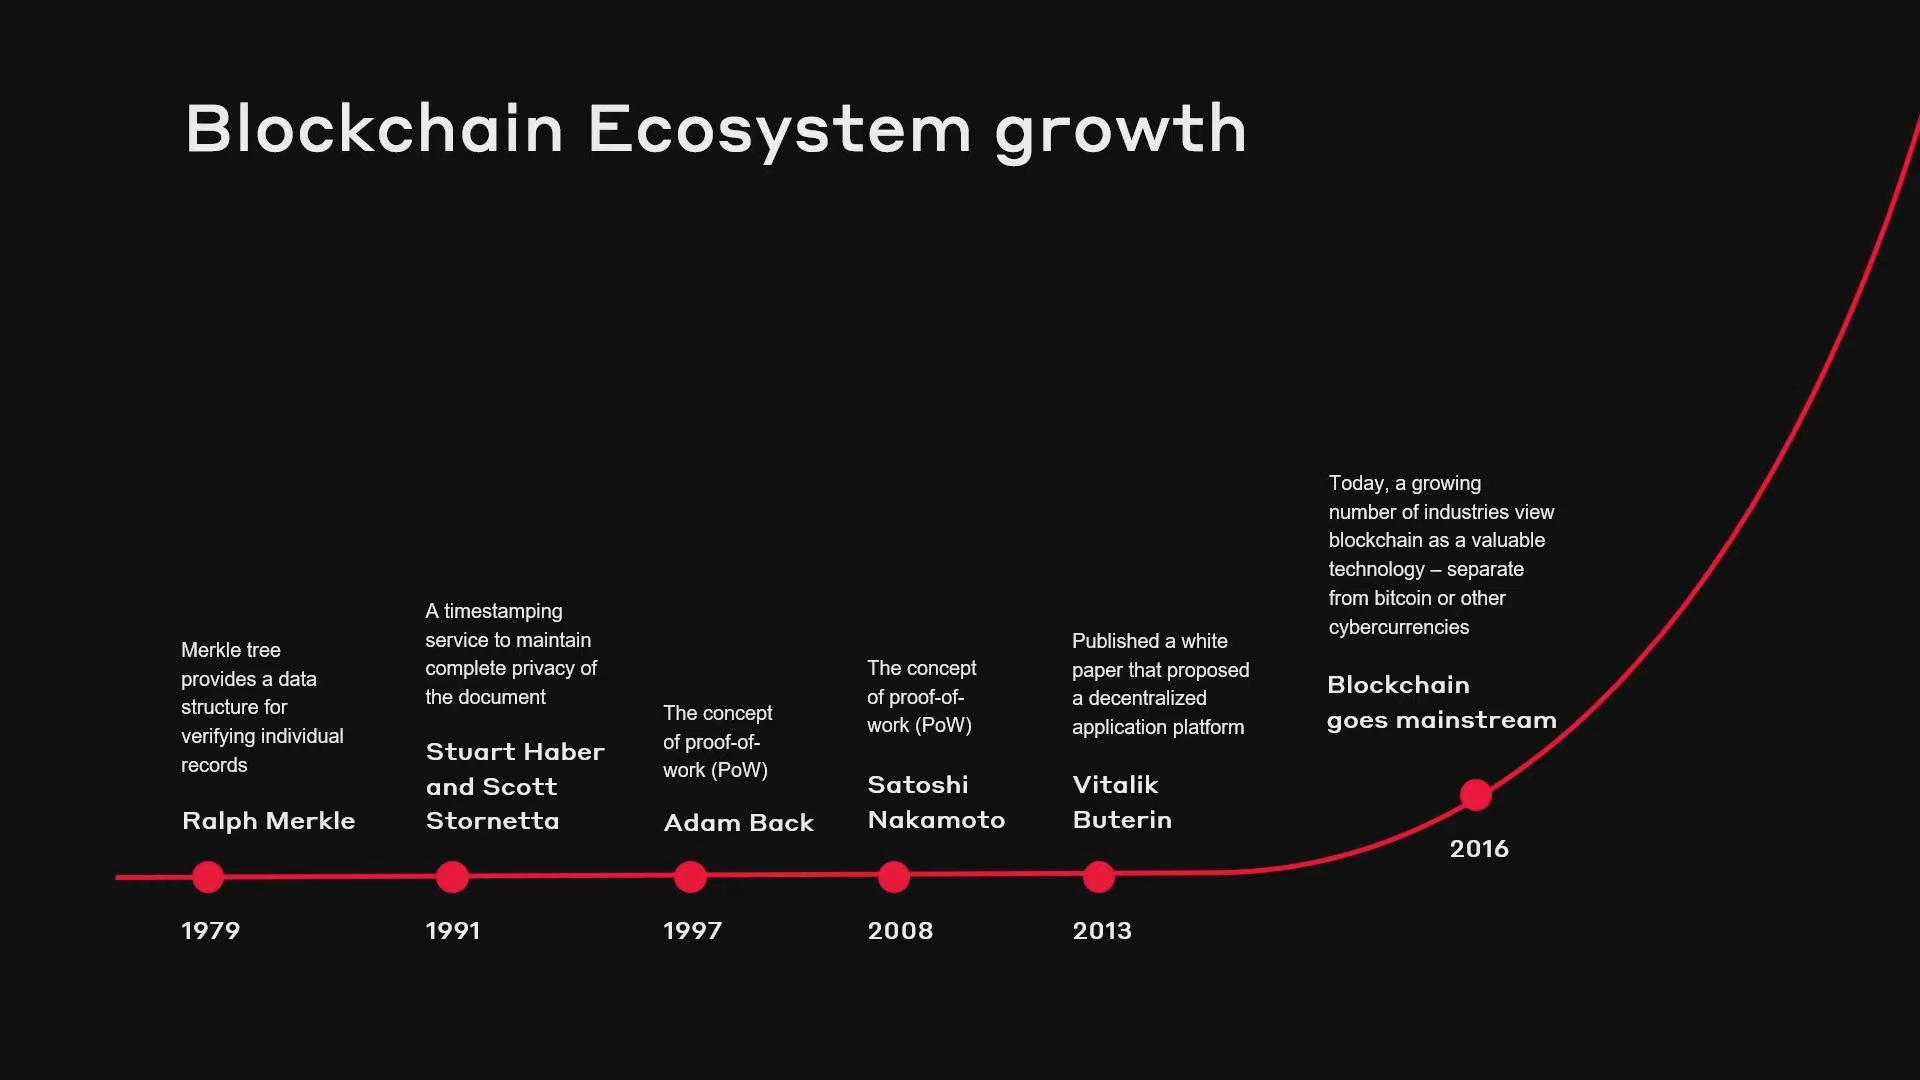 Blockchain Ecosystem growth
Merkle tree
provides a data
structure for
verifying individual
records
Ralph Merkle
1979
A timestamping
service to maintain
complete privacy of
the document
Stuart Haber
and Scott
Stornetta
1991
The concept
of proof-of-
work (PoW)
Adam Back
1997
The concept
of proof-of-
work (PoW)
Satoshi
Nakamoto
2008
Published a white
paper that proposed
a decentralized
application platform
Vitalik
Buterin
2013
Today, a growing
number of industries view
blockchain as a valuable
technology – separate
from bitcoin or other
cybercurrencies
Blockchain
goes mainstream
2016